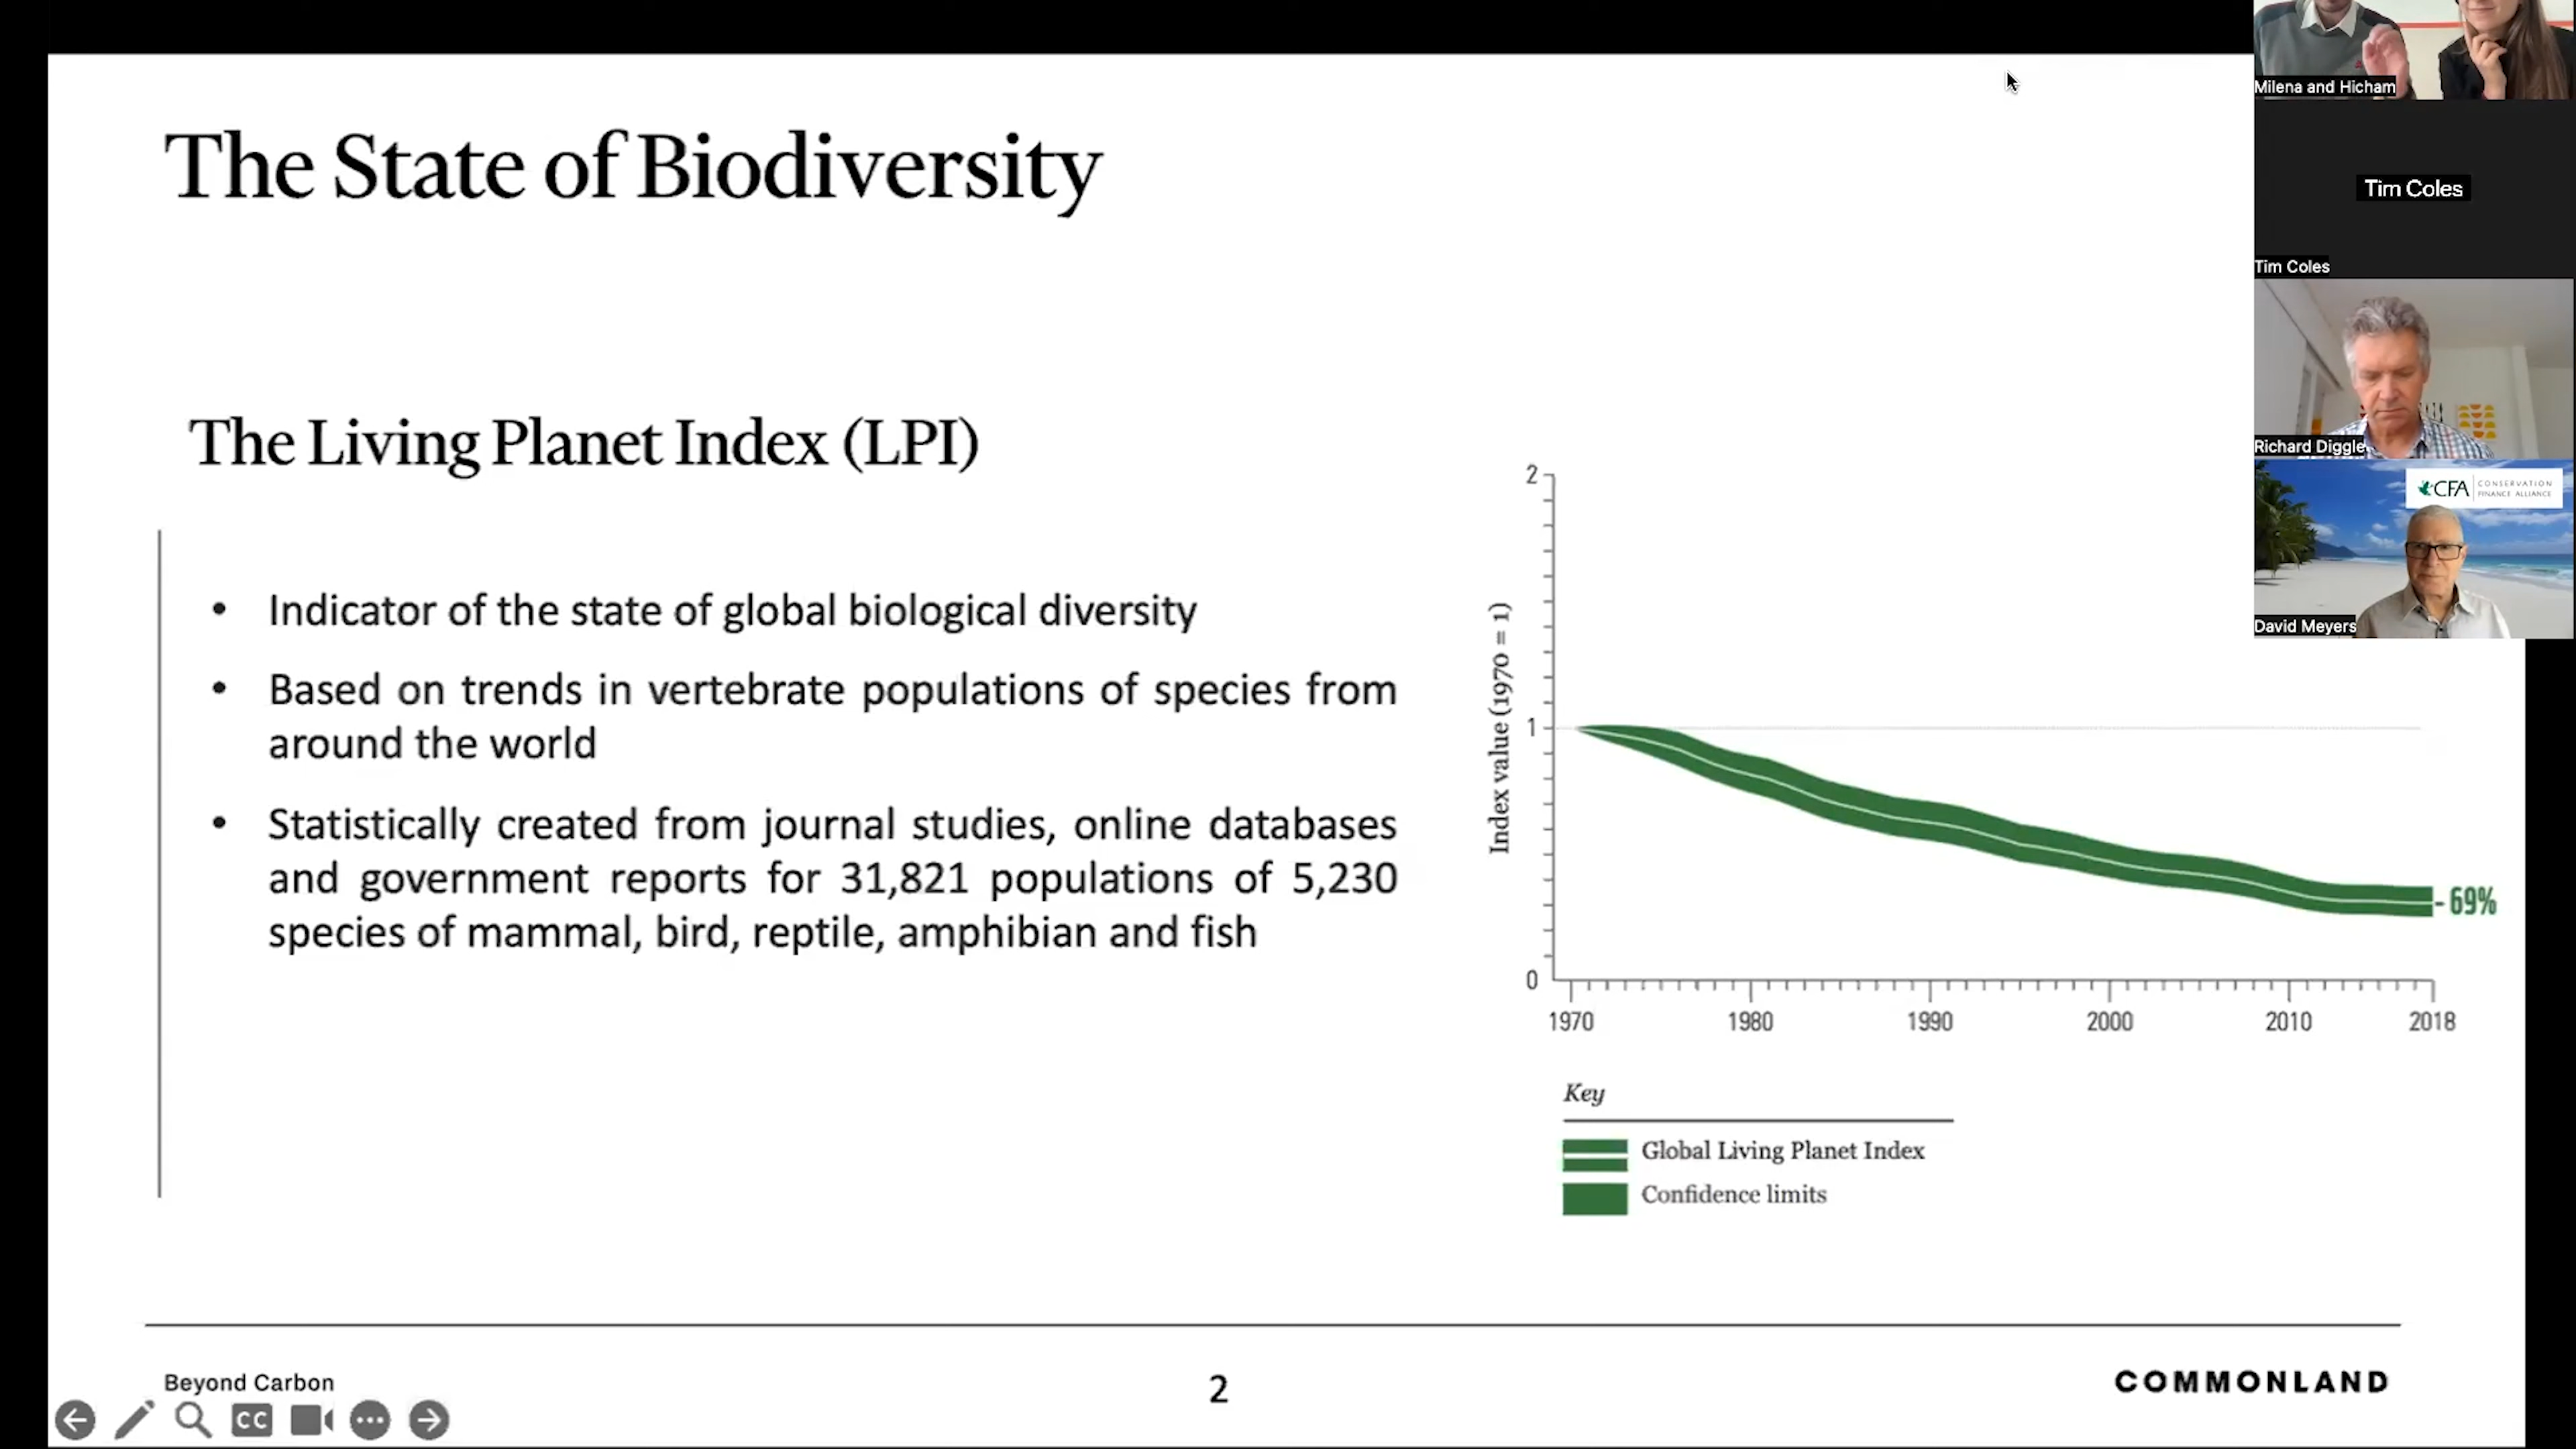 The State of Biodiversity
The Living Planet Index (LPI)
• Indicator of the state of global biological diversity
• Based on trends in vertebrate populations of species from
around the world
• Statistically created from journal studies, online databases
and government reports for 31,821 populations of 5,230
species of mammal, bird, reptile, amphibian and fish
Index value (1970 = 1)
2
1
0
1970 1980 1990 2000 2010 2018
-69%
Key
Global Living Planet Index
Confidence limits
Beyond Carbon
2
COMMONLAND
CC
Milena and Hicham
Tim Coles
Tim Coles
Richard Diggle
CFA
CONSERVATION
FINANCE ALLIANCE
David Meyers